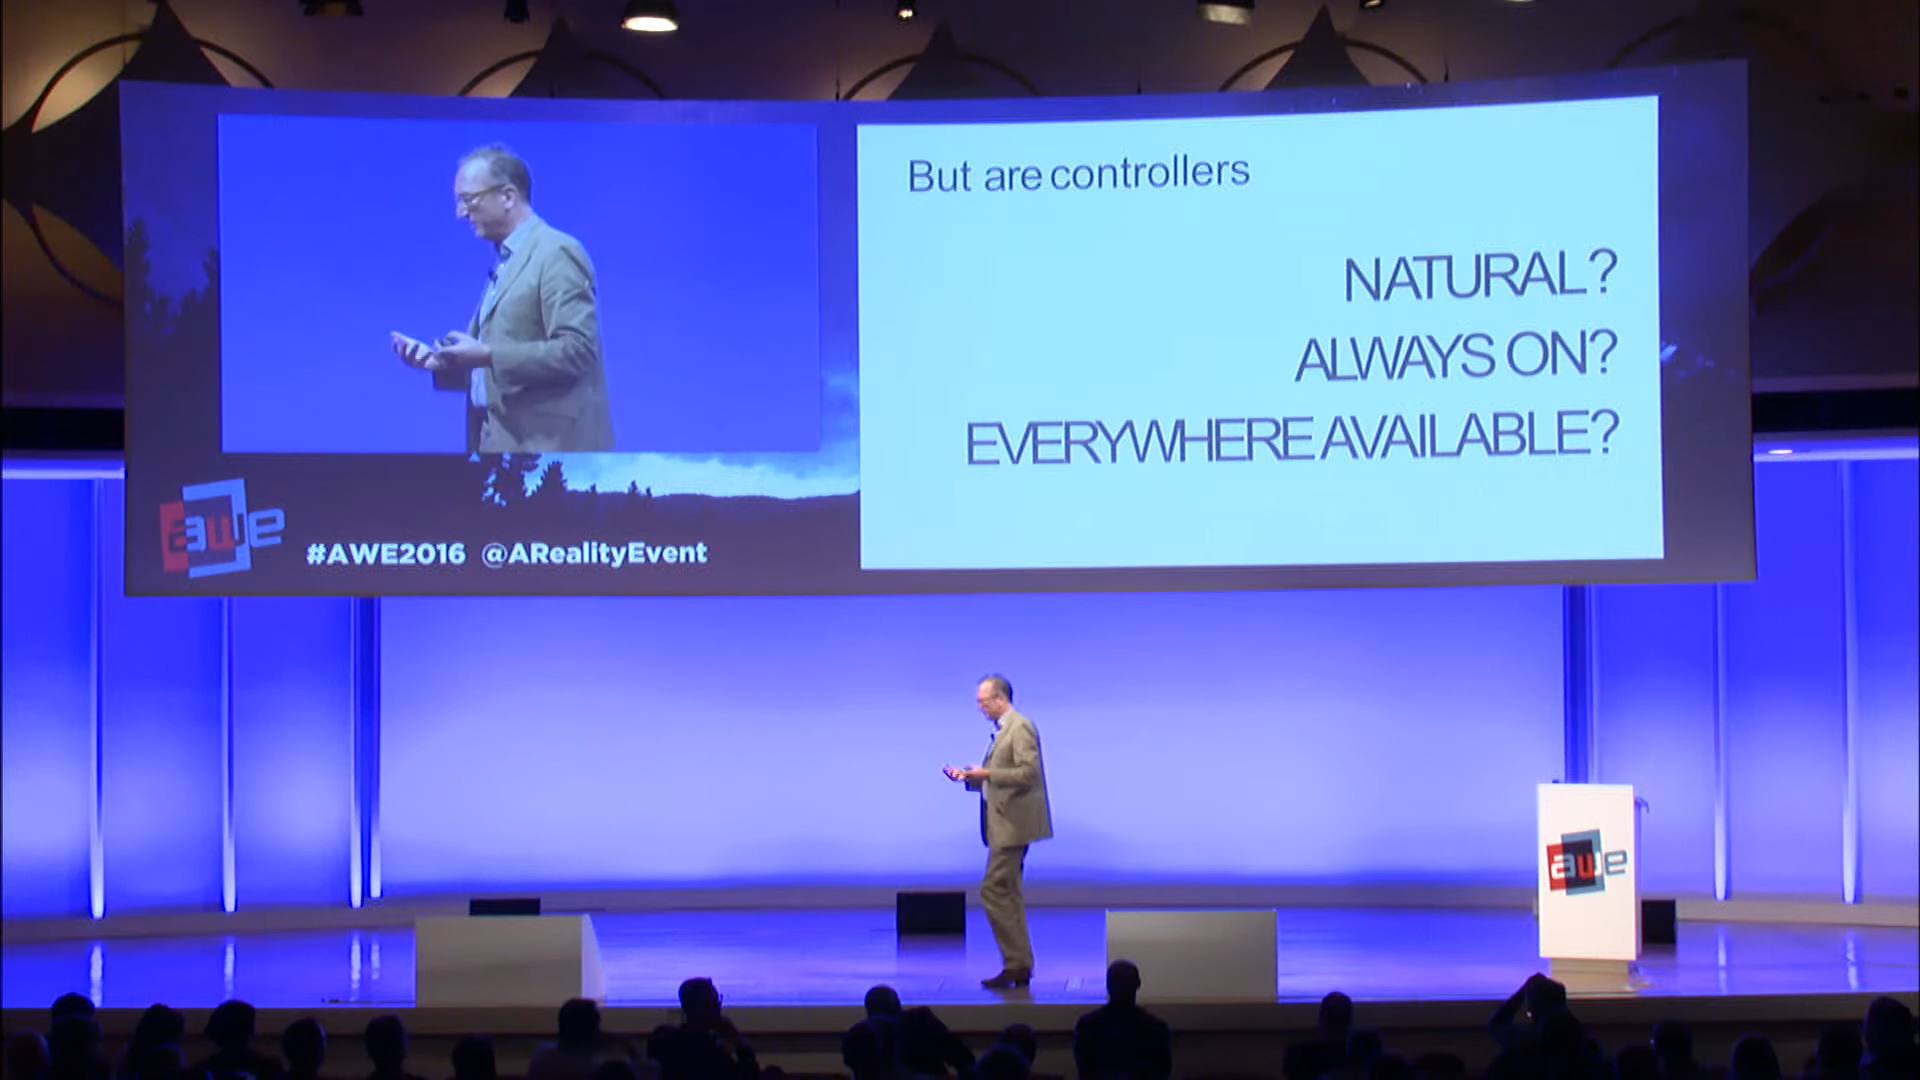 But are controllers
NATURAL?
ALWAYS ON?
EVERYWHERE AVAILABLE?
awe
#AWE2016 @ARealityEvent
awe